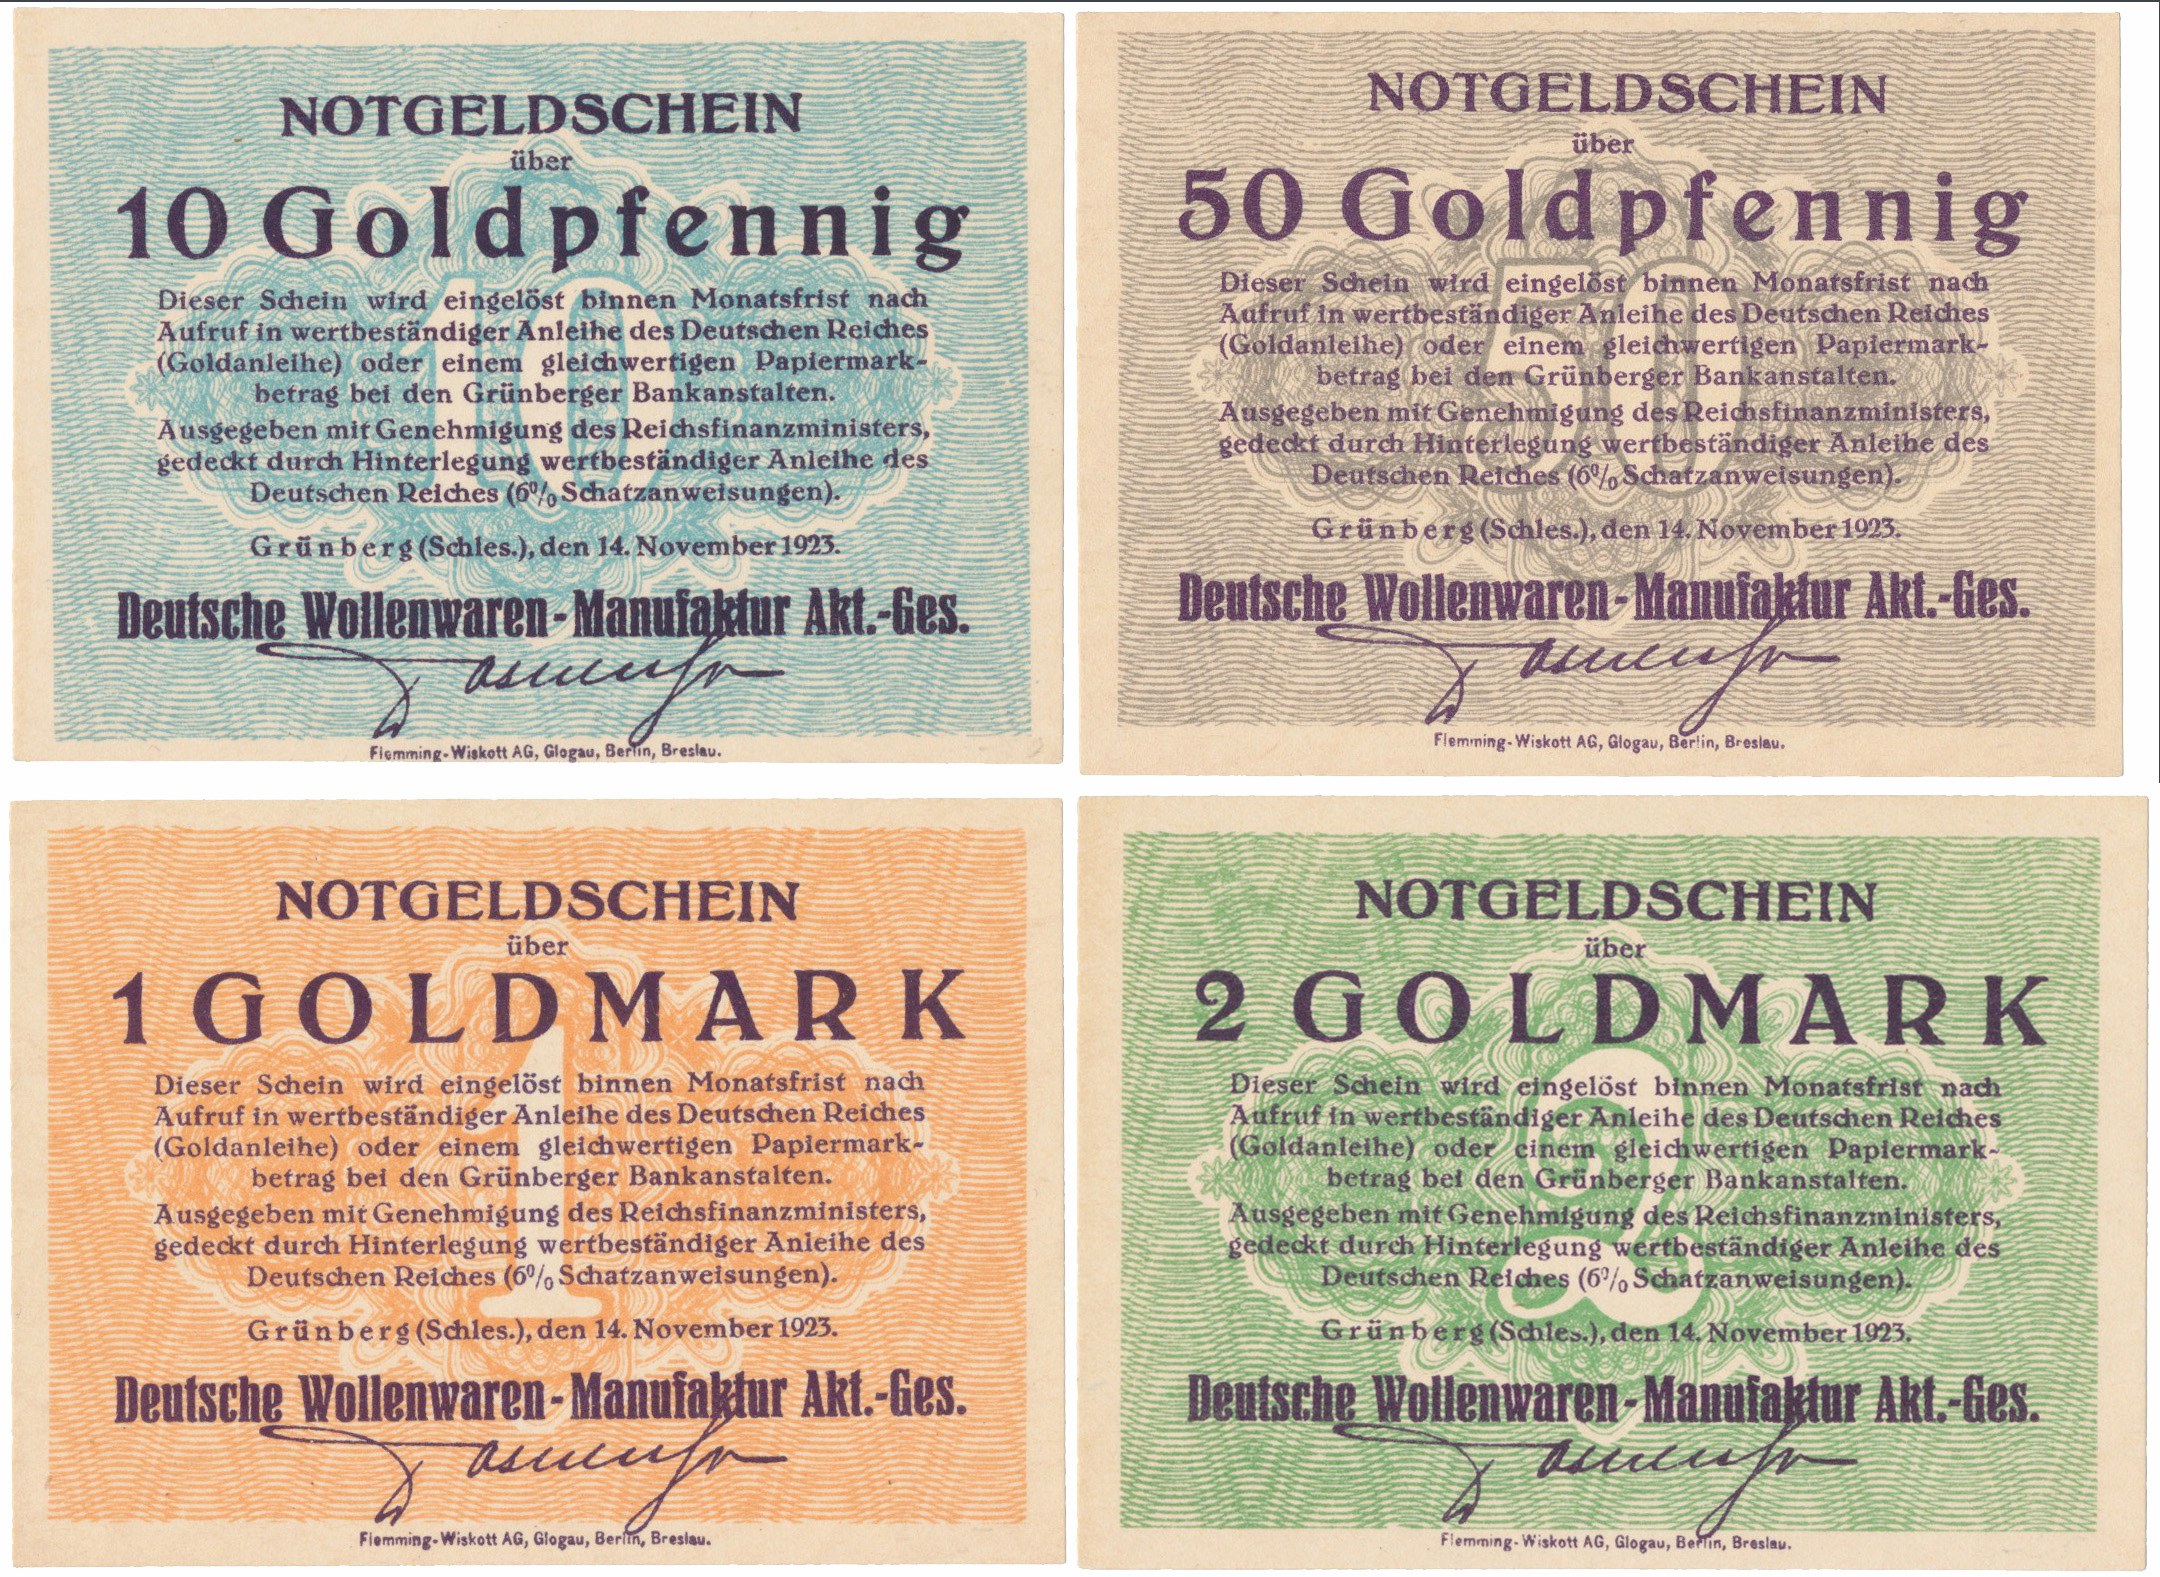 NOTGELDSCHEIN
über
10 Goldpfennig
Dieser Schein wird eingelöst binnen Monatsfrist nach
Aufruf in wertbeständiger Anleihe des Deutschen Reiches
(Goldanleihe) oder einem gleichwertigen Papiermark-
betrag bei den Grünberger Bankanstalten.
Ausgegeben mit Genehmigung des Reichsfinanzministers,
gedeckt durch Hinterlegung wertbeständiger Anleihe des
Deutschen Reiches (6% Schatzanweisungen).
Grünberg (Schles.), den 14. November 1923.
Deutsche Wollenwaren-Manufaktur Akt.-Ges.
Flemming-Wiskott AG, Glogau, Berlin, Breslau.
10
NOTGELDSCHEIN
über
50 Goldpfennig
Dieser Schein wird eingelöst binnen Monatsfrist nach
Aufruf in wertbeständiger Anleihe des Deutschen Reiches
(Goldanleihe) oder einem gleichwertigen Papiermark-
betrag bei den Grünberger Bankanstalten.
Ausgegeben mit Genehmigung des Reichsfinanzministers,
gedeckt durch Hinterlegung wertbeständiger Anleihe des
Deutschen Reiches (6% Schatzanweisungen).
Grünberg (Schles.), den 14. November 1923.
Deutsche Wollenwaren-Manufaktur Akt.-Ges.
Flemming-Wiskott AG, Glogau, Berlin, Breslau.
50
NOTGELDSCHEIN
über
1 GOLDMARK
Dieser Schein wird eingelöst binnen Monatsfrist nach
Aufruf in wertbeständiger Anleihe des Deutschen Reiches
(Goldanleihe) oder einem gleichwertigen Papiermark-
betrag bei den Grünberger Bankanstalten.
Ausgegeben mit Genehmigung des Reichsfinanzministers,
gedeckt durch Hinterlegung wertbeständiger Anleihe des
Deutschen Reiches (6% Schatzanweisungen).
Grünberg (Schles.), den 14. November 1923.
Deutsche Wollenwaren-Manufaktur Akt.-Ges.
Flemming-Wiskott AG, Glogau, Berlin, Breslau.
1
NOTGELDSCHEIN
über
2 GOLDMARK
Dieser Schein wird eingelöst binnen Monatsfrist nach
Aufruf in wertbeständiger Anleihe des Deutschen Reiches
(Goldanleihe) oder einem gleichwertigen Papiermark-
betrag bei den Grünberger Bankanstalten.
Ausgegeben mit Genehmigung des Reichsfinanzministers,
gedeckt durch Hinterlegung wertbeständiger Anleihe des
Deutschen Reiches (6% Schatzanweisungen).
Grünberg (Schles.), den 14. November 1923.
Deutsche Wollenwaren-Manufaktur Akt.-Ges.
Flemming-Wiskott AG, Glogau, Berlin, Breslau.
2